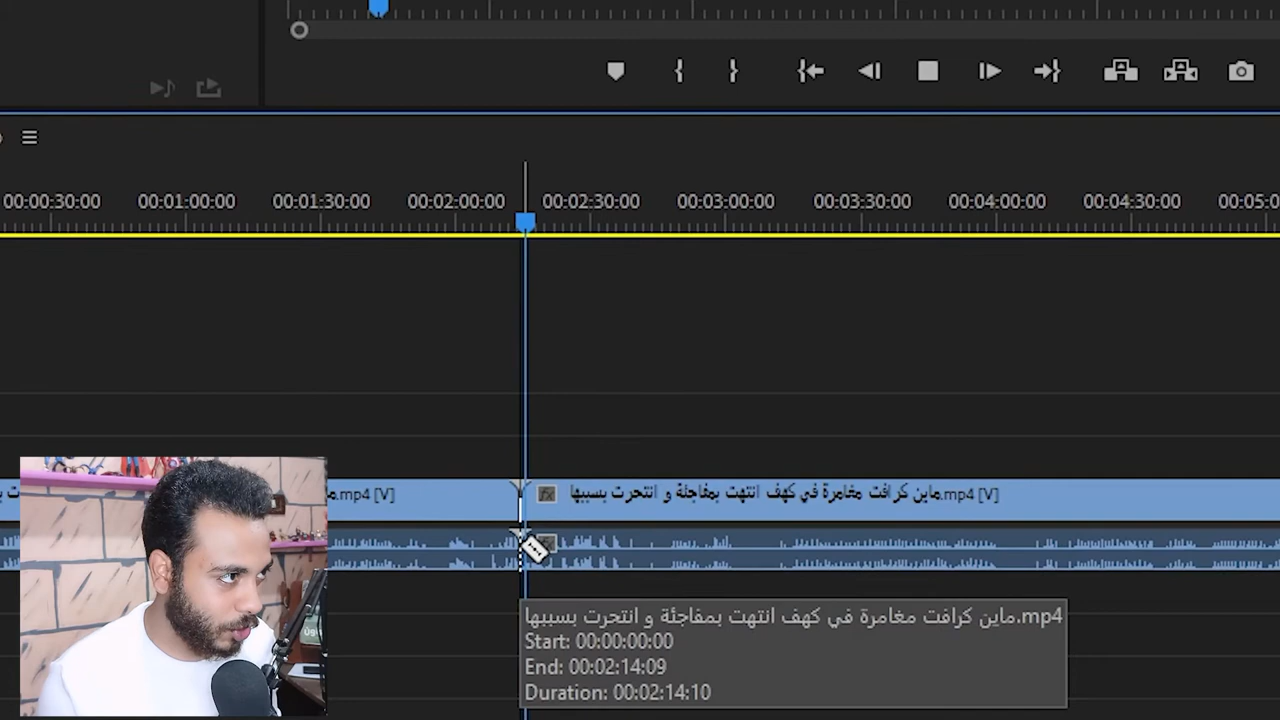 00:00:30:00 00:01:00:00 00:01:30:00 00:02:00:00 00:02:30:00 00:03:00:00 00:03:30:00 00:04:00:00 00:04:30:00 00:05:0
.mp4 [V]
fx ماين كرافت مغامرة في كهف انتهت بمفاجئة و انتحرت بسببها.mp4 [V]
ماين كرافت مغامرة في كهف انتهت بمفاجئة و انتحرت بسببها.mp4
Start: 00:00:00:00
End: 00:02:14:09
Duration: 00:02:14:10